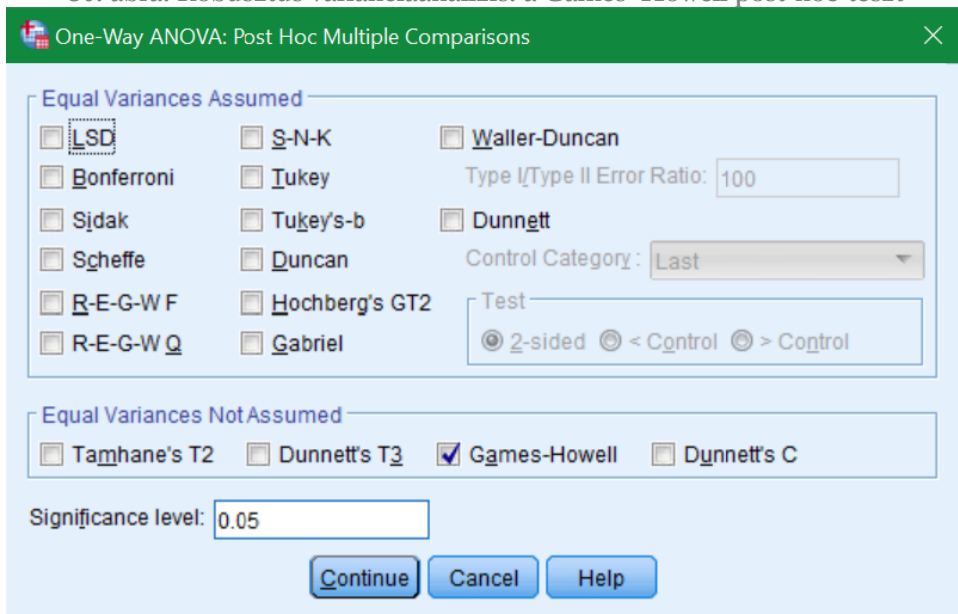 One-Way ANOVA: Post Hoc Multiple Comparisons
Equal Variances Assumed
LSD S-N-K Waller-Duncan
Bonferroni Tukey Type I/Type II Error Ratio: 100
Sidak Tukey's-b Dunnett
Scheffe Duncan Control Category : Last
R-E-G-W F Hochberg's GT2 Test
R-E-G-W Q Gabriel 2-sided < Control > Control
Equal Variances Not Assumed
Tamhane's T2 Dunnett's T3 Games-Howell Dunnett's C
Significance level: 0.05
Continue Cancel Help